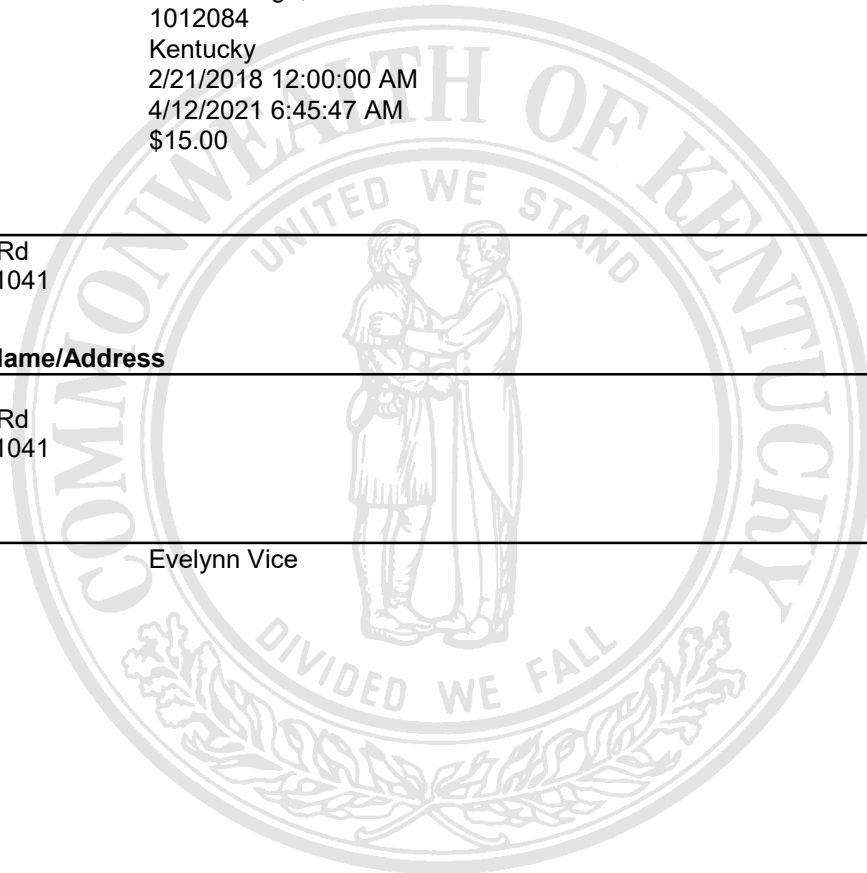 1012084
Kentucky
2/21/2018 12:00:00 AM
4/12/2021 6:45:47 AM
$15.00
Rd
1041
Name/Address
Rd
1041
Evelynn Vice
COMMONWEALTH OF KENTUCKY
UNITED WE STAND
DIVIDED WE FALL